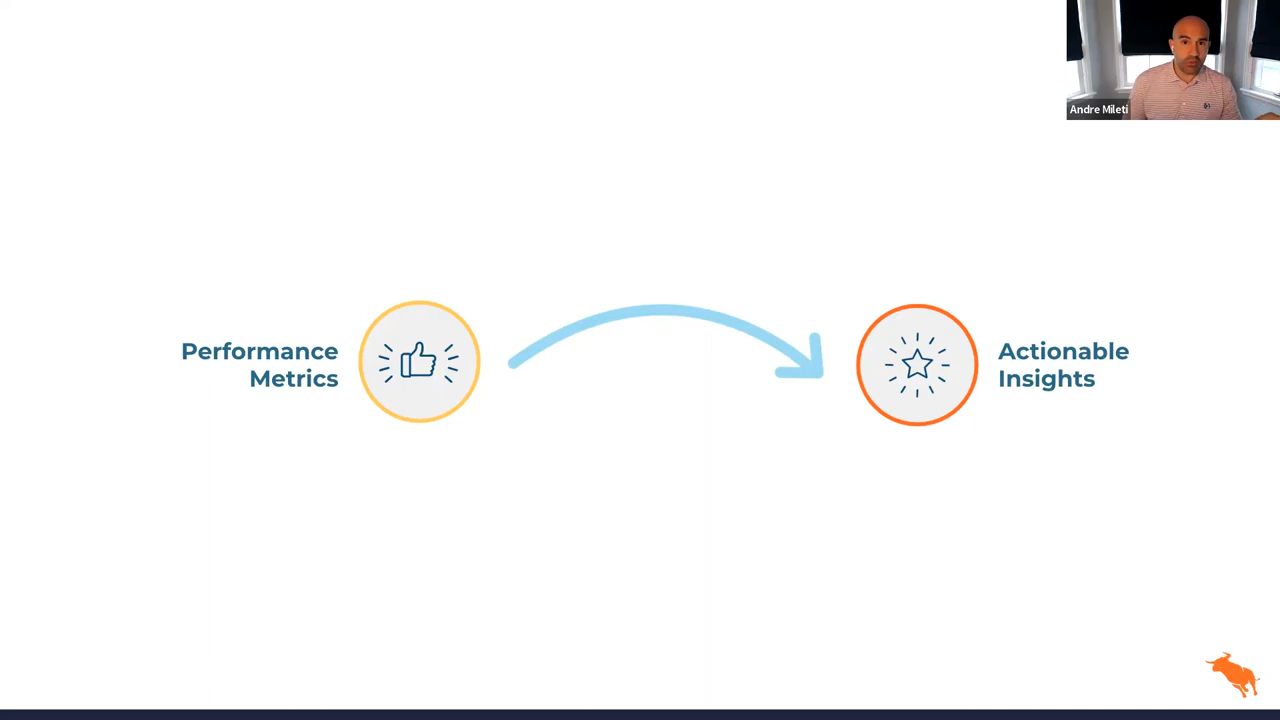 Andre Mileti
Performance
Metrics
Actionable
Insights